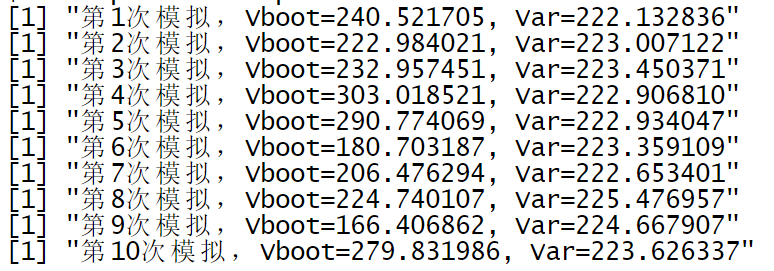 [1] "第1次模拟，Vboot=240.521705, Var=222.132836"
[1] "第2次模拟，Vboot=222.984021, Var=223.007122"
[1] "第3次模拟，Vboot=232.957451, Var=223.450371"
[1] "第4次模拟，Vboot=303.018521, Var=222.906810"
[1] "第5次模拟，Vboot=290.774069, Var=222.934047"
[1] "第6次模拟，Vboot=180.703187, Var=223.359109"
[1] "第7次模拟，Vboot=206.476294, Var=222.653401"
[1] "第8次模拟，Vboot=224.740107, Var=225.476957"
[1] "第9次模拟，Vboot=166.406862, Var=224.667907"
[1] "第10次模拟，Vboot=279.831986, Var=223.626337"